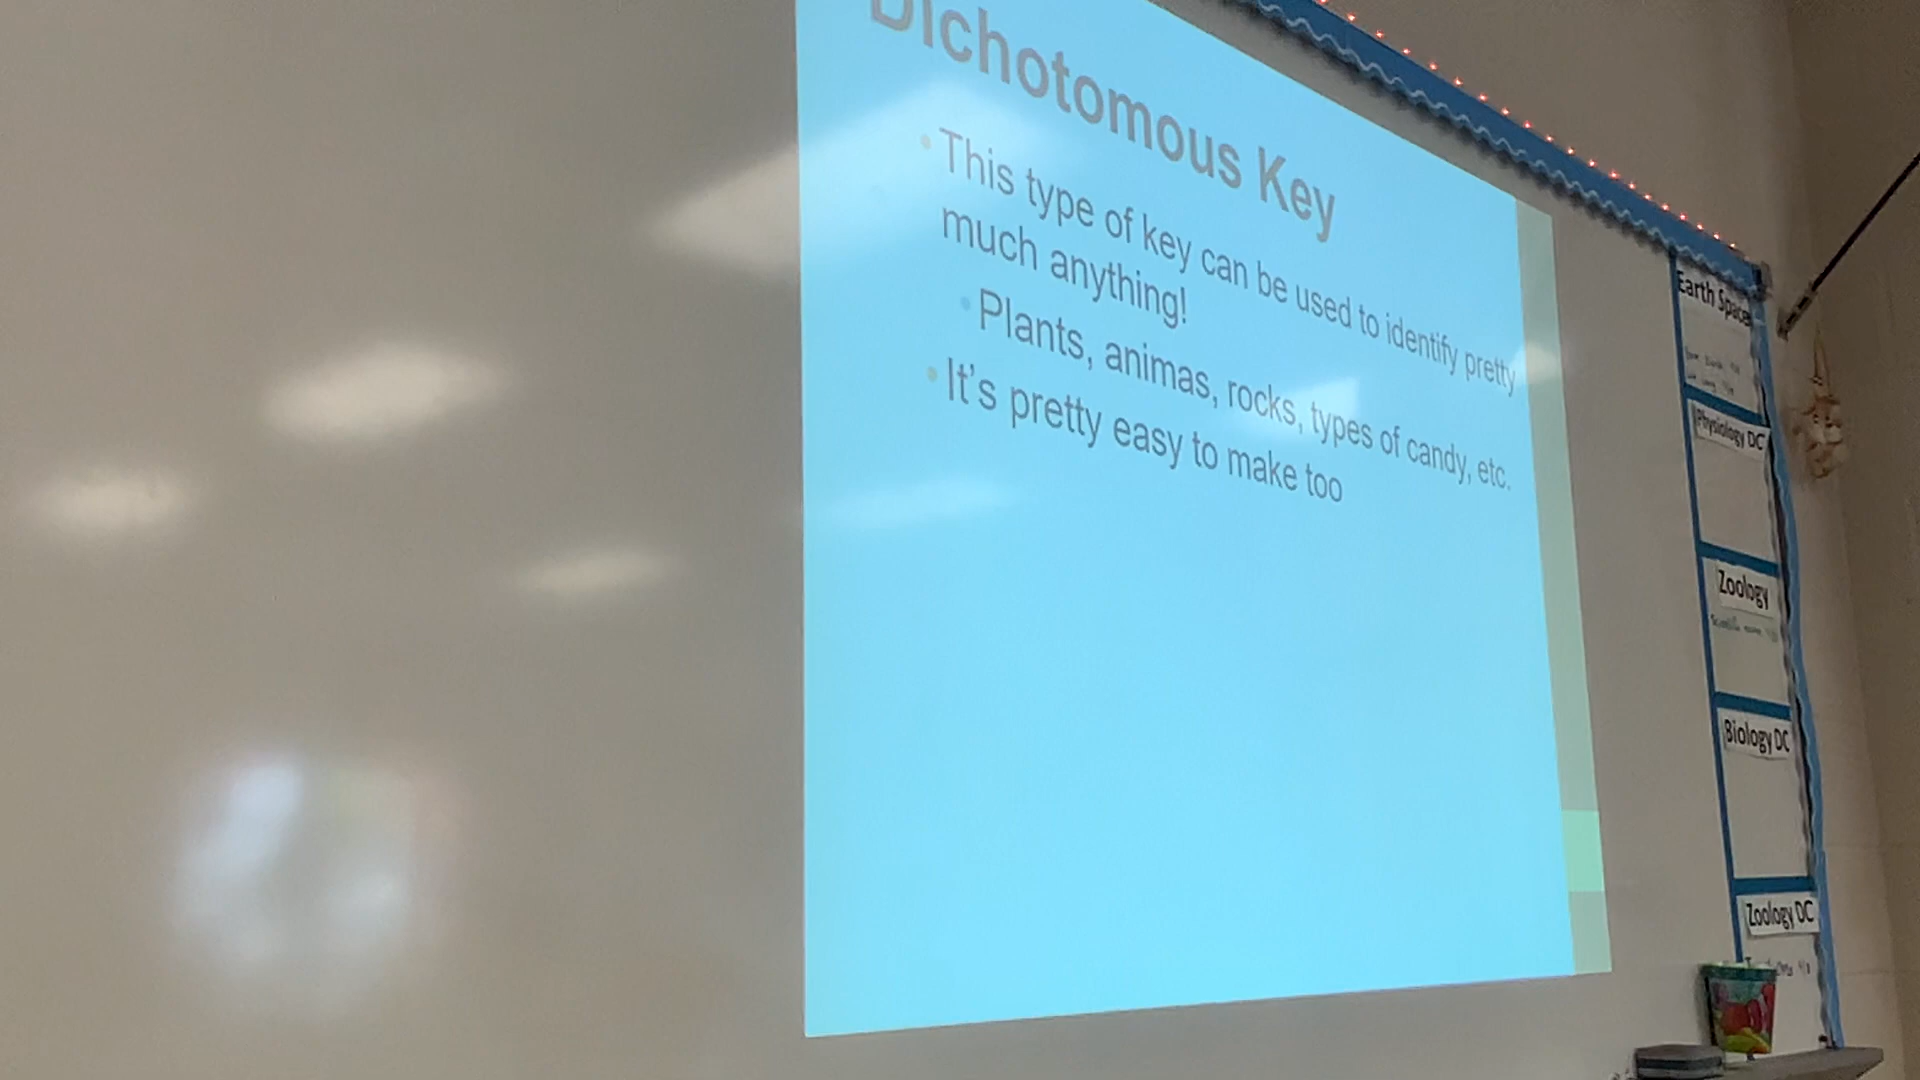 Dichotomous Key
This type of key can be used to identify pretty
much anything!
Plants, animas, rocks, types of candy, etc.
It's pretty easy to make too
Earth Space
Physiology DC
Zoology
Biology DC
Zoology DC